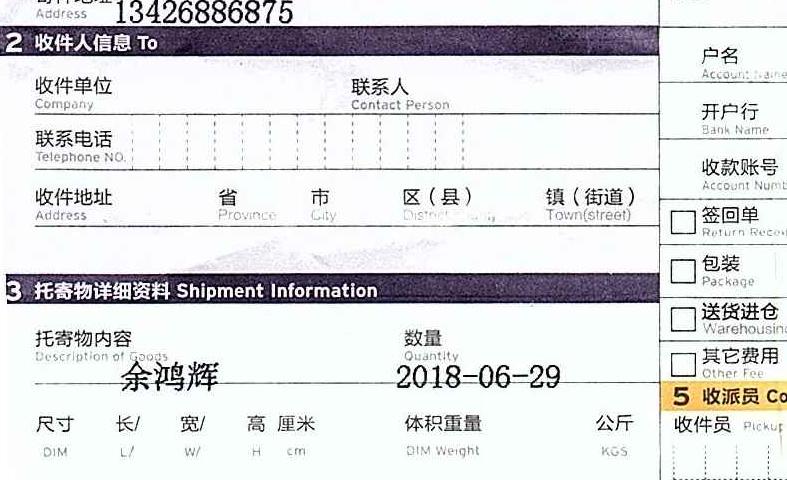 Address 13426886875
2 收件人信息 To
收件单位 联系人
Company Contact Person
联系电话
Telephone NO.
收件地址 省 市 区（县） 镇（街道）
Address Province City District Town(street)
3 托寄物详细资料 Shipment Information
托寄物内容 数量
Description of Goods Quantity
余鸿辉 2018-06-29
尺寸 长/ 宽/ 高 厘米 体积重量 公斤
DIM L/ W/ H cm DIM Weight KGS
户名
Account Name
开户行
Bank Name
收款账号
Account Numb
签回单
Return Recei
包装
Package
送货进仓
Warehousing
其它费用
Other Fee
5 收派员 Co
收件员 Pickup